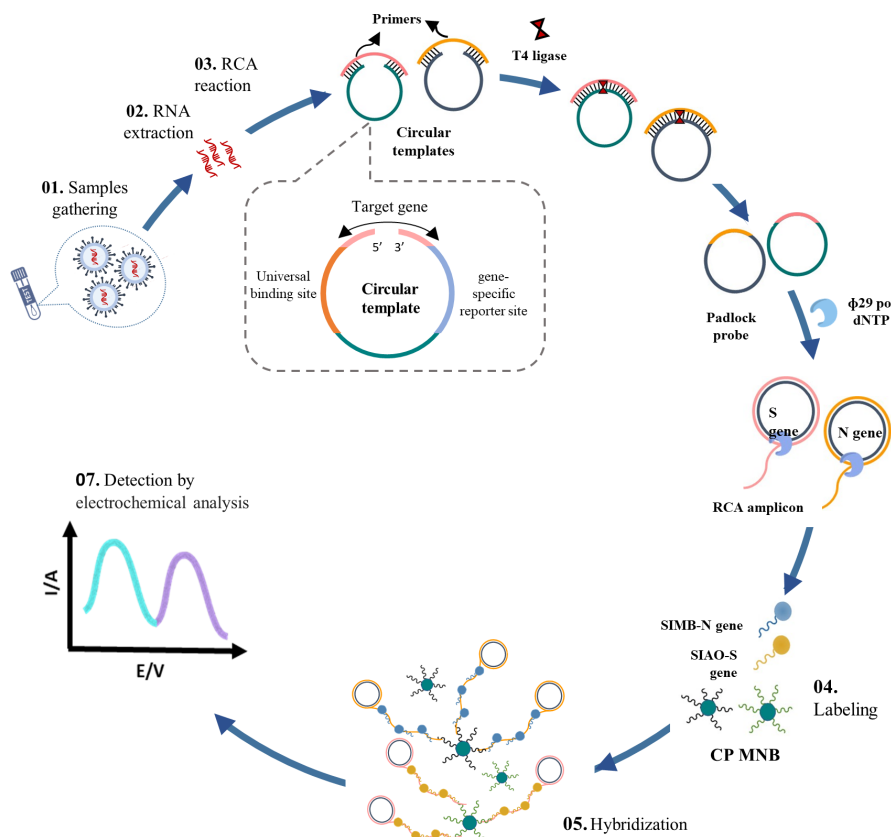 01. Samples
gathering
TEST
02. RNA
extraction
03. RCA
reaction
Primers
Circular
templates
T4 ligase
Target gene
5′ 3′
Universal
binding site
Circular
template
gene-
specific
reporter site
Padlock
probe
ϕ29 po
dNTP
S
gene
N gene
RCA amplicon
SIMB-N gene
SIAO-S
gene
04.
Labeling
CP MNB
05. Hybridization
07. Detection by
electrochemical analysis
I/A
E/V